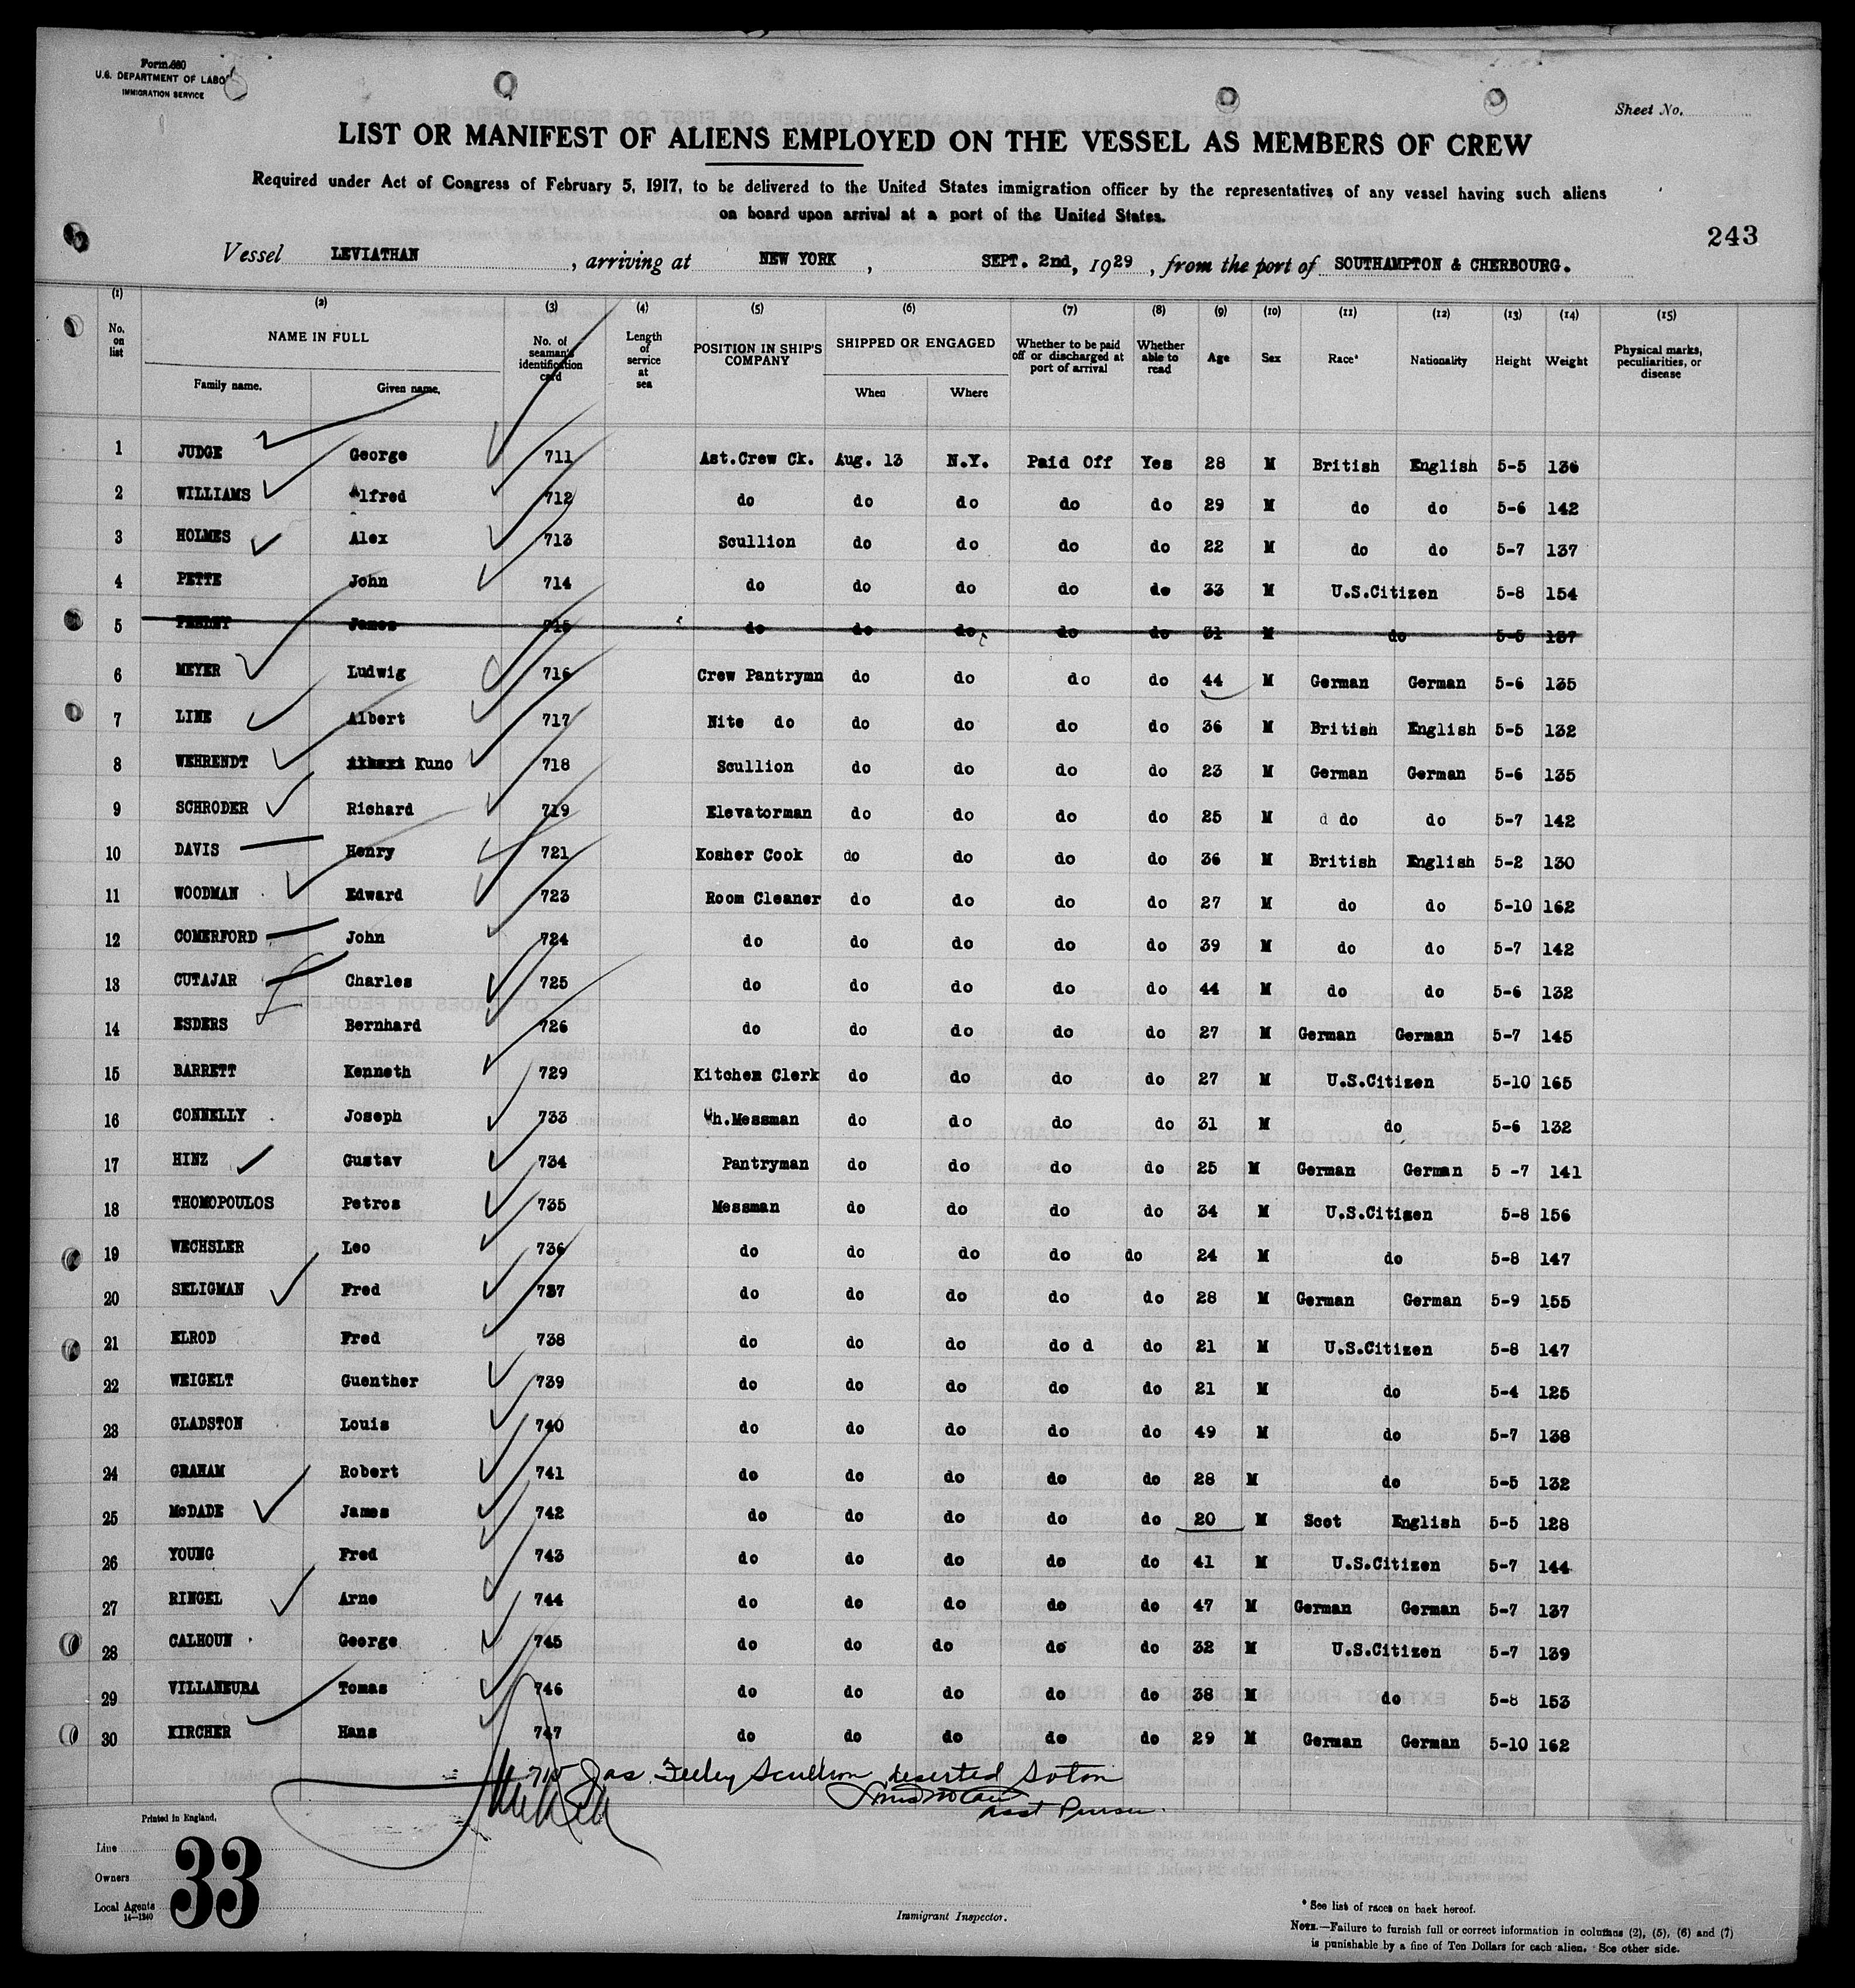 Form 680
U.S. DEPARTMENT OF LABO
IMMIGRATION SERVICE
Sheet No.
LIST OR MANIFEST OF ALIENS EMPLOYED ON THE VESSEL AS MEMBERS OF CREW
Required under Act of Congress of February 5, 1917, to be delivered to the United States immigration officer by the representatives of any vessel having such aliens
on board upon arrival at a port of the United States.
243
Vessel LEVIATHAN, arriving at NEW YORK, SEPT. 2nd, 1929, from the port of SOUTHAMPTON & CHERBOURG.
(1) (2) (3) (4) (5) (6) (7) (8) (9) (10) (11) (12) (13) (14) (15)
No. on list NAME IN FULL No. of seaman's identification card Length of service at sea POSITION IN SHIP'S COMPANY SHIPPED OR ENGAGED Whether to be paid off or discharged at port of arrival Whether able to read Age Sex Race* Nationality Height Weight Physical marks, peculiarities, or disease
Family name. Given name. When Where
1 JUDGE George 711 Ast.Crew Ck. Aug. 13 N.Y. Paid Off Yes 28 M British English 5-5 136
2 WILLIAMS Alfred 712 do do do do do 29 M do do 5-6 142
3 HOLMES Alex 713 Scullion do do do do 22 M do do 5-7 137
4 PETTE John 714 do do do do do 33 M U.S.Citizen 5-8 154
5 James 715 do do do do do 31 M do 5-5 137
6 MEYER Ludwig 716 Crew Pantrymn do do do do 44 M German German 5-6 135
7 LINE Albert 717 Nite do do do do do 36 M British English 5-5 132
8 WEHRENDT Kuno 718 Scullion do do do do 23 M German German 5-6 135
9 SCHRODER Richard 719 Elevatorman do do do do 25 M d do do 5-7 142
10 DAVIS Henry 721 Kosher Cook do do do do 36 M British English 5-2 130
11 WOODMAN Edward 723 Room Cleaner do do do do 27 M do do 5-10 162
12 COMERFORD John 724 do do do do do 39 M do do 5-7 142
13 CUTAJAR Charles 725 do do do do do 44 M do do 5-6 132
14 ESDERS Bernhard 726 do do do do do 27 M German German 5-7 145
15 BARRETT Kenneth 729 Kitchen Clerk do do do do 27 M U.S.Citizen 5-10 165
16 CONNELLY Joseph 733 Wh.Messman do do do do 31 M do 5-6 132
17 HINZ Gustav 734 Pantryman do do do do 25 M German German 5 -7 141
18 THOMOPOULOS Petros 735 Messman do do do do 34 M U.S.Citizen 5-8 156
19 WECHSLER Leo 736 do do do do do 24 M do 5-8 147
20 SELIGMAN Fred 737 do do do do do 28 M German German 5-9 155
21 ELROD Fred 738 do do do do d do 21 M U.S.Citizen 5-8 147
22 WEIGELT Guenther 739 do do do do do 21 M do 5-4 125
23 GLADSTON Louis 740 do do do do do 49 M do 5-7 138
24 GRAHAM Robert 741 do do do do do 28 M do 5-5 132
25 McDADE James 742 do do do do do 20 M Scot English 5-5 128
26 YOUNG Fred 743 do do do do do 41 M U.S.Citizen 5-7 144
27 RINGEL Arno 744 do do do do do 47 M German German 5-7 137
28 CALHOUN George 745 do do do do do 32 M U.S.Citizen 5-7 139
29 VILLANEURA Tomas 746 do do do do do 38 M do 5-8 153
30 KIRCHER Hans 747 do do do do do 29 M German German 5-10 162
715 Jas. Feeley Scullion deserted Soton
Asst Purser.
Printed in England.
Line
Owners
Local Agents
14-1240
33
Immigrant Inspector.
* See list of races on back hereof.
NOTE.—Failure to furnish full or correct information in columns (2), (5), (6) and (7)
is punishable by a fine of Ten Dollars for each alien. See other side.